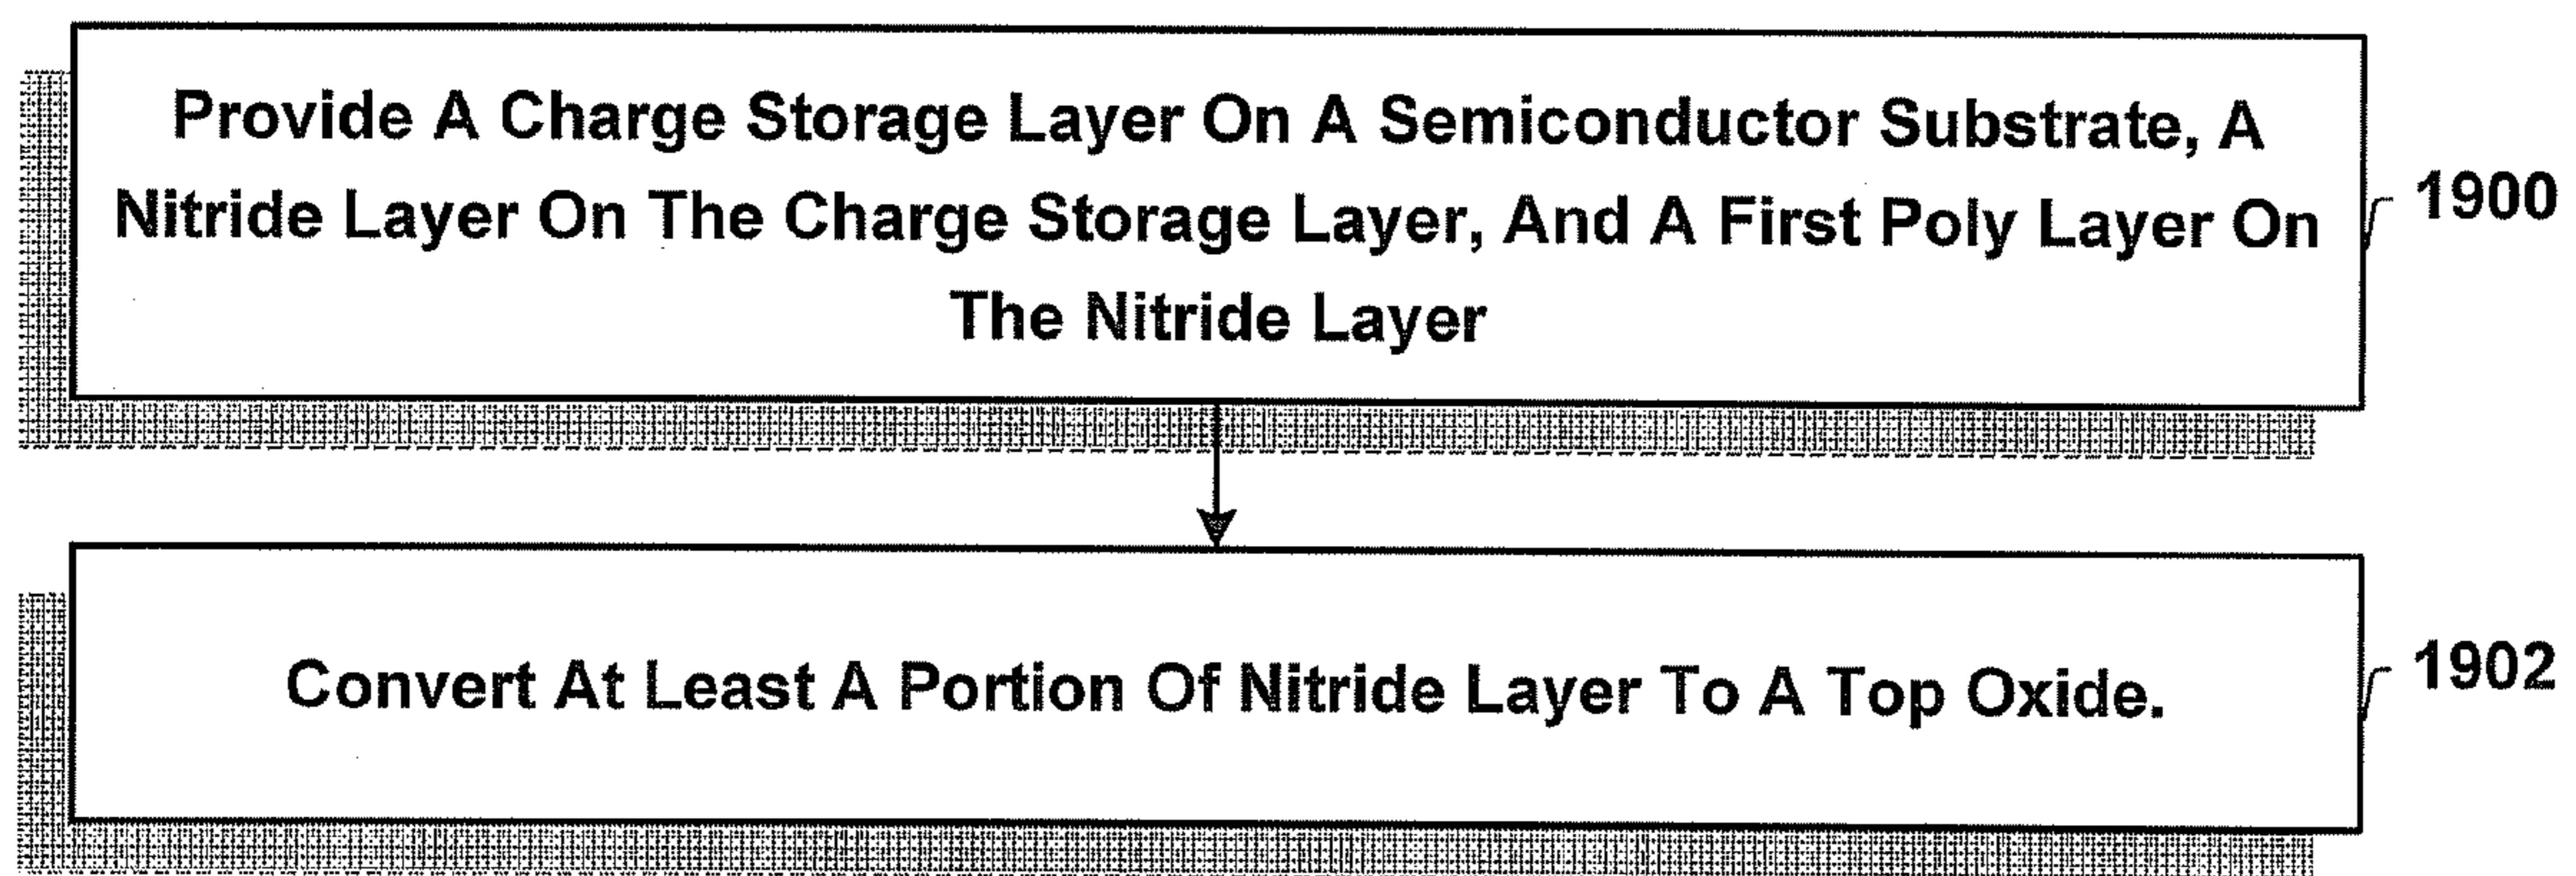 Provide A Charge Storage Layer On A Semiconductor Substrate, A
Nitride Layer On The Charge Storage Layer, And A First Poly Layer On
The Nitride Layer
1900
Convert At Least A Portion Of Nitride Layer To A Top Oxide.
1902